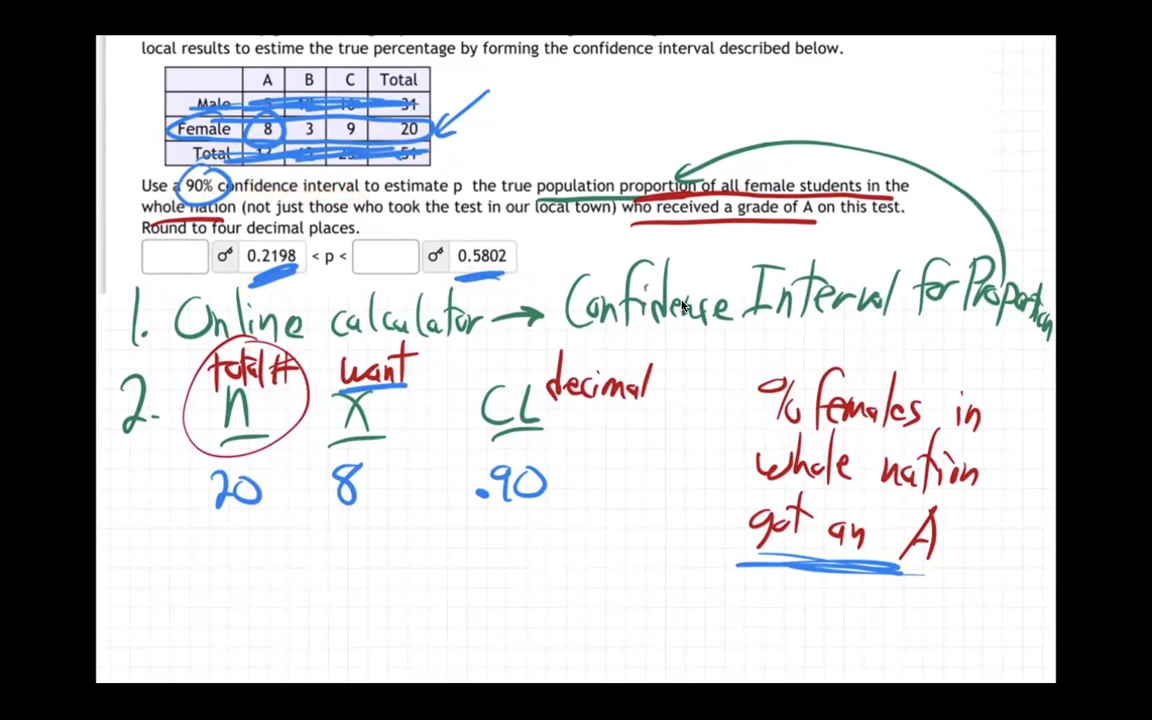 local results to estime the true percentage by forming the confidence interval described below.
A B C Total
Male 31
Female 8 3 9 20
Total 51
Use a 90% confidence interval to estimate p the true population proportion of all female students in the
whole nation (not just those who took the test in our local town) who received a grade of A on this test.
Round to four decimal places.
0.2198 < p < 0.5802
1. Online calculator → Confidence Interval for Proportion
total # want decimal
2. n X CL
20 8 .90
% females in
whole nation
got an A